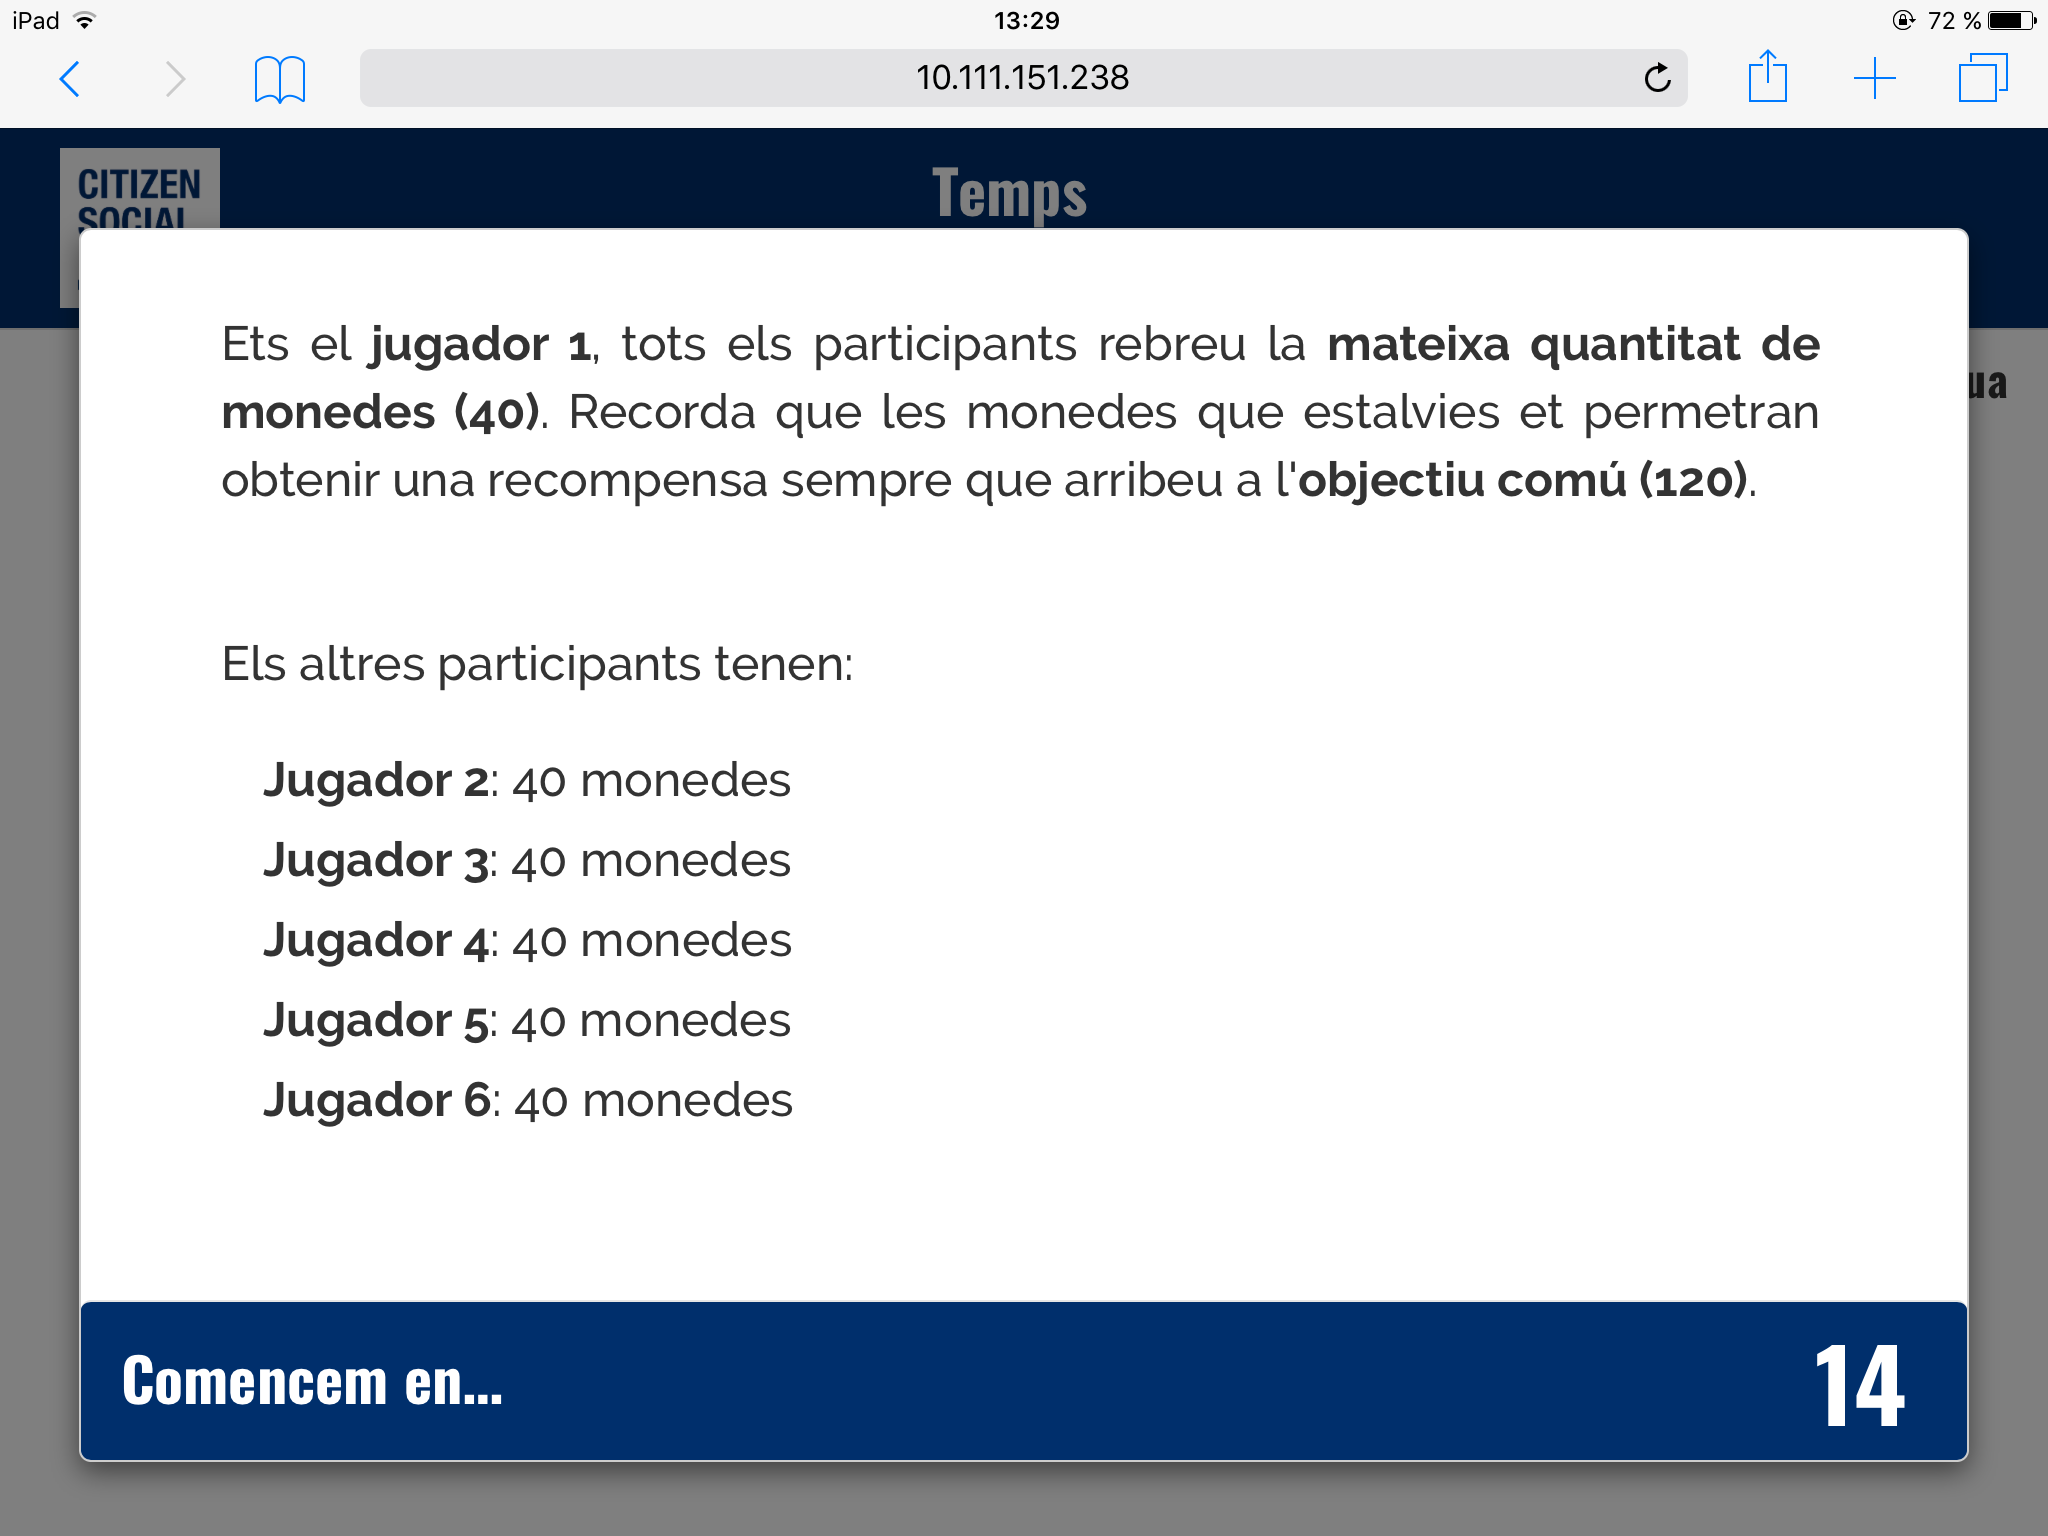 iPad 13:29 72 %
10.111.151.238
CITIZEN
SOCIAL
Temps
Ets el jugador 1, tots els participants rebreu la mateixa quantitat de
monedes (40). Recorda que les monedes que estalvies et permetran
obtenir una recompensa sempre que arribeu a l'objectiu comú (120).
Els altres participants tenen:
Jugador 2: 40 monedes
Jugador 3: 40 monedes
Jugador 4: 40 monedes
Jugador 5: 40 monedes
Jugador 6: 40 monedes
Comencem en...
14